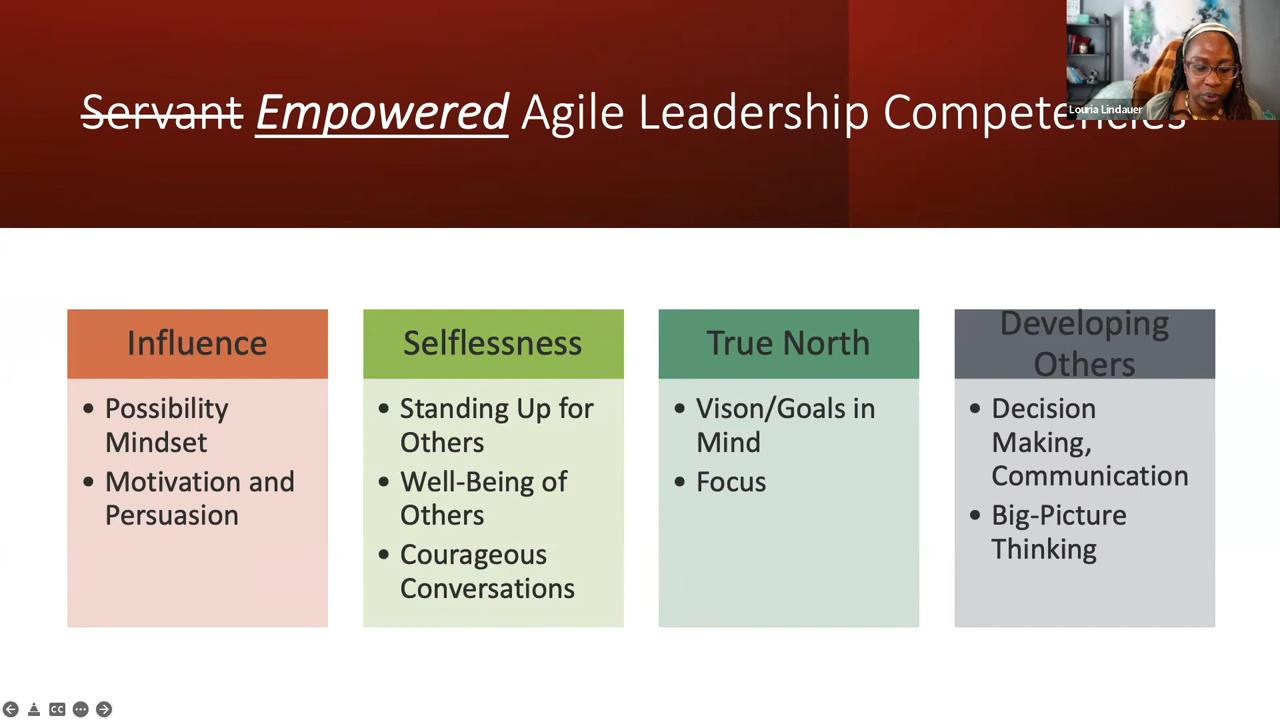 Servant Empowered Agile Leadership Competencies
Louria Lindauer
Influence
• Possibility
Mindset
• Motivation and
Persuasion
Selflessness
• Standing Up for
Others
• Well-Being of
Others
• Courageous
Conversations
True North
• Vison/Goals in
Mind
• Focus
Developing
Others
• Decision
Making,
Communication
• Big-Picture
Thinking
CC